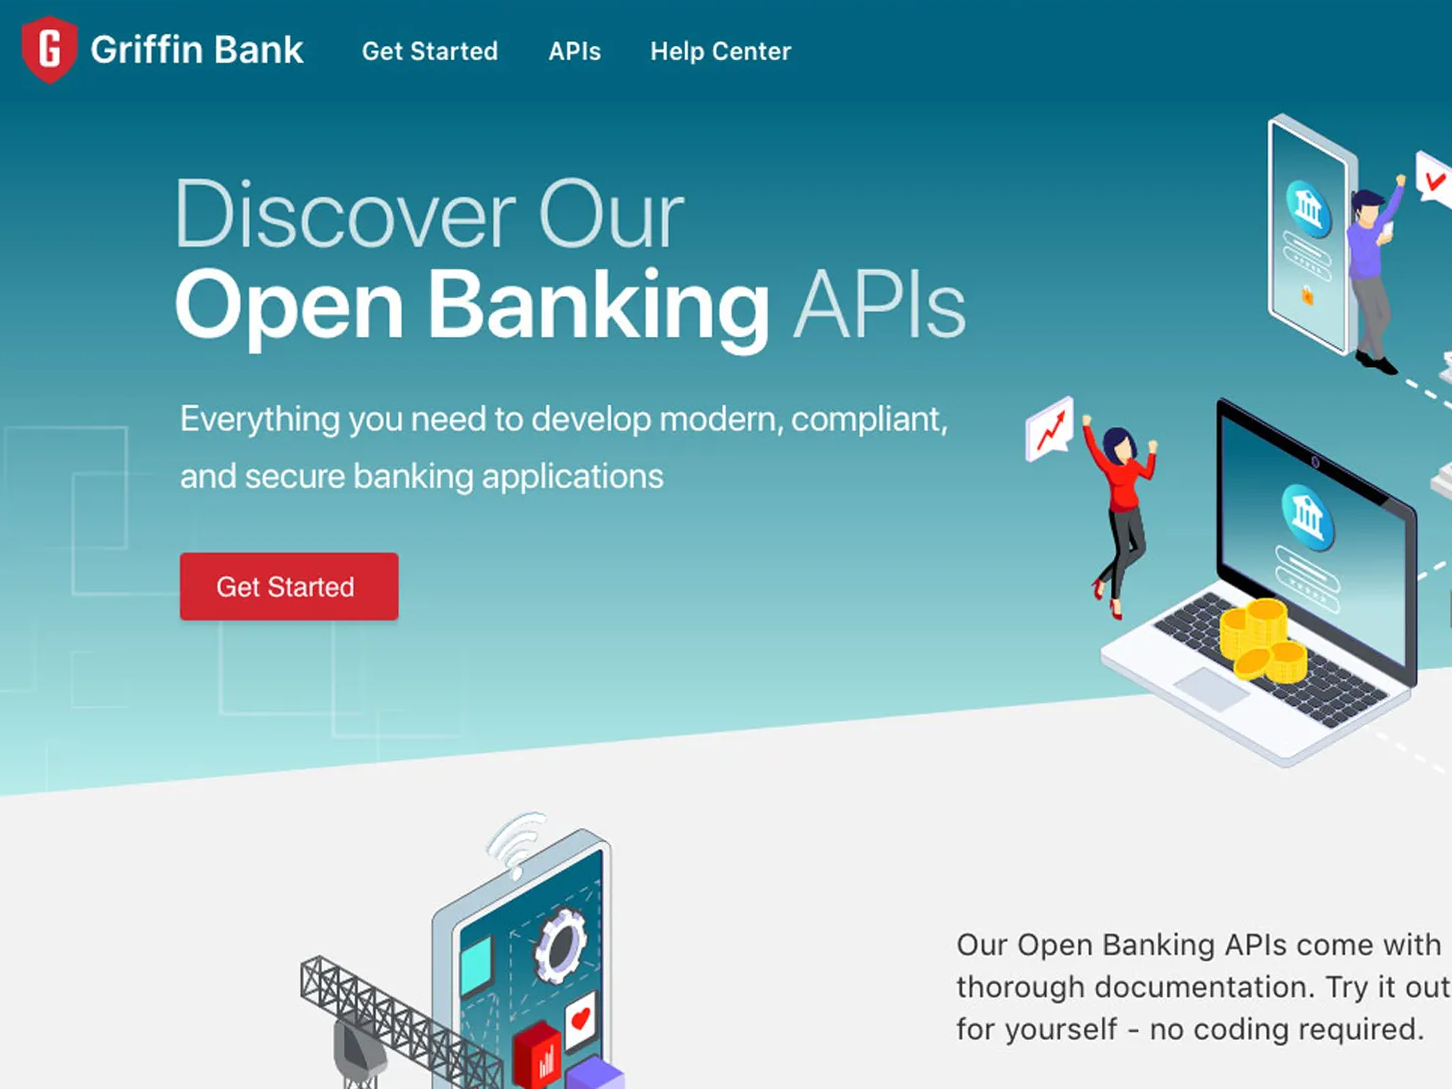 G Griffin Bank Get Started APIs Help Center
Discover Our
Open Banking APIs
Everything you need to develop modern, compliant,
and secure banking applications
Get Started
Our Open Banking APIs come with
thorough documentation. Try it out
for yourself - no coding required.